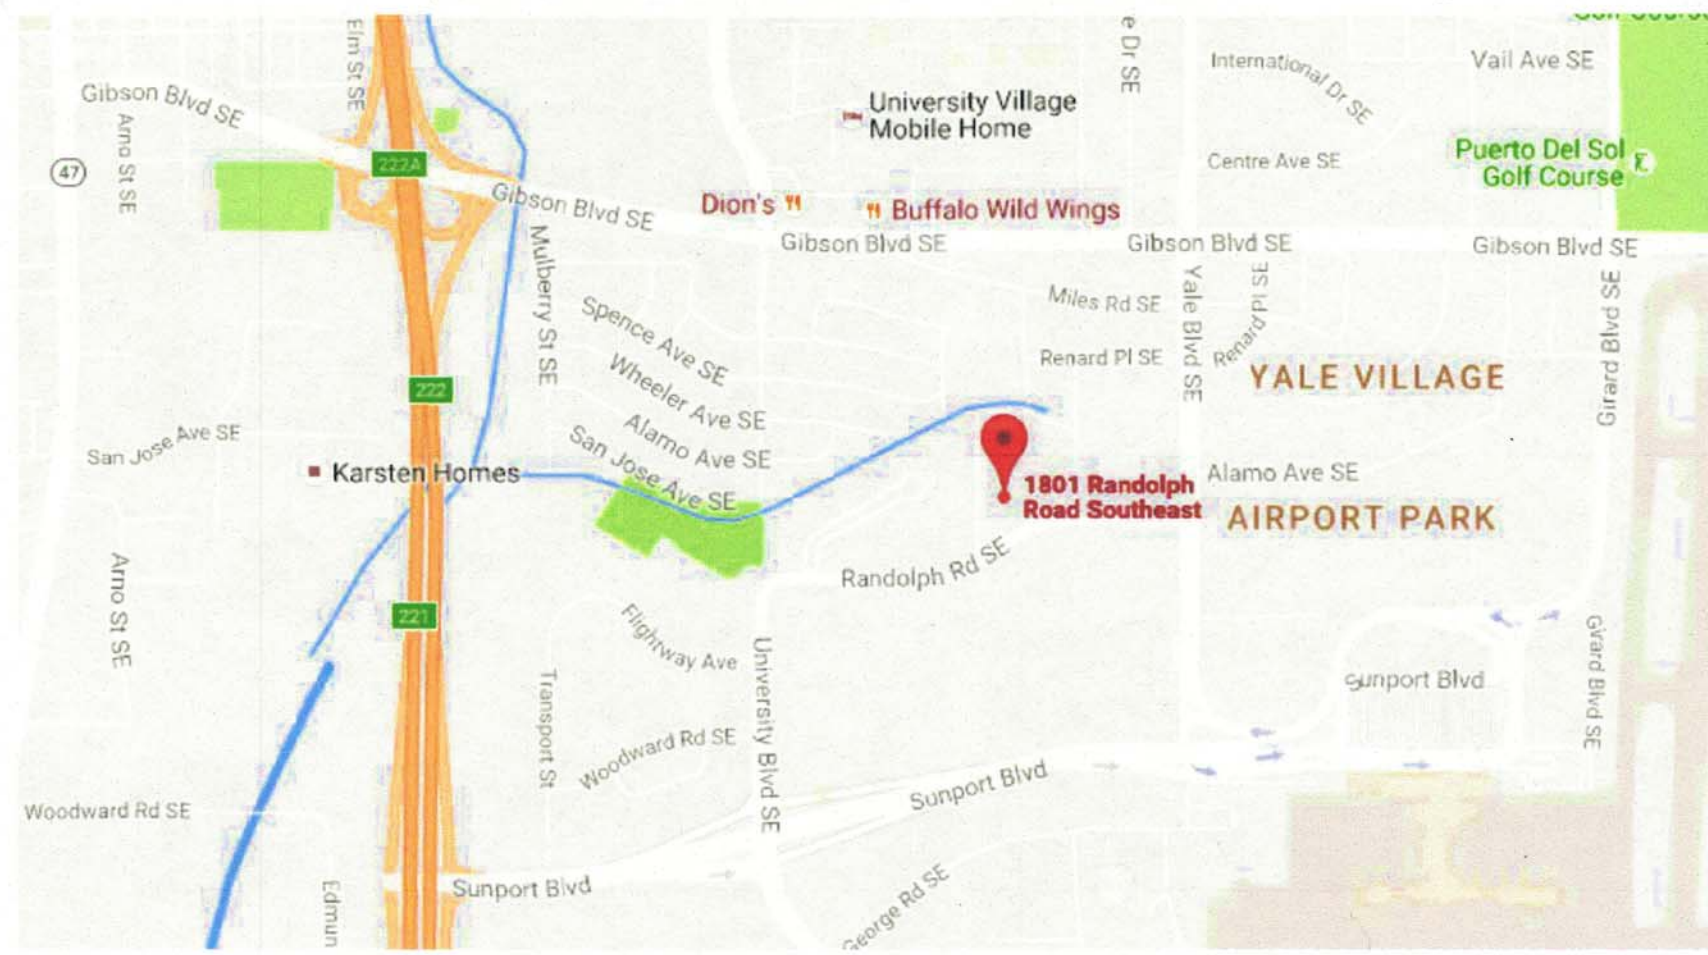 Elm St SE
e Dr SE
International Dr SE
Vail Ave SE
Gibson Blvd SE
Arno St SE
University Village
Mobile Home
47
222A
Centre Ave SE
Puerto Del Sol
Golf Course
Gibson Blvd SE
Dion's
Buffalo Wild Wings
Gibson Blvd SE
Gibson Blvd SE
Gibson Blvd SE
Mulberry St SE
Yale Blvd SE
Renard Pl SE
Girard Blvd SE
Miles Rd SE
Spence Ave SE
Renard Pl SE
YALE VILLAGE
222
Wheeler Ave SE
Alamo Ave SE
San Jose Ave SE
San Jose Ave SE
Karsten Homes
1801 Randolph
Road Southeast
Alamo Ave SE
AIRPORT PARK
Arno St SE
Randolph Rd SE
221
Flightway Ave
University Blvd SE
Girard Blvd SE
Transport St
Sunport Blvd
Woodward Rd SE
Sunport Blvd
Woodward Rd SE
Sunport Blvd
Edmun
George Rd SE